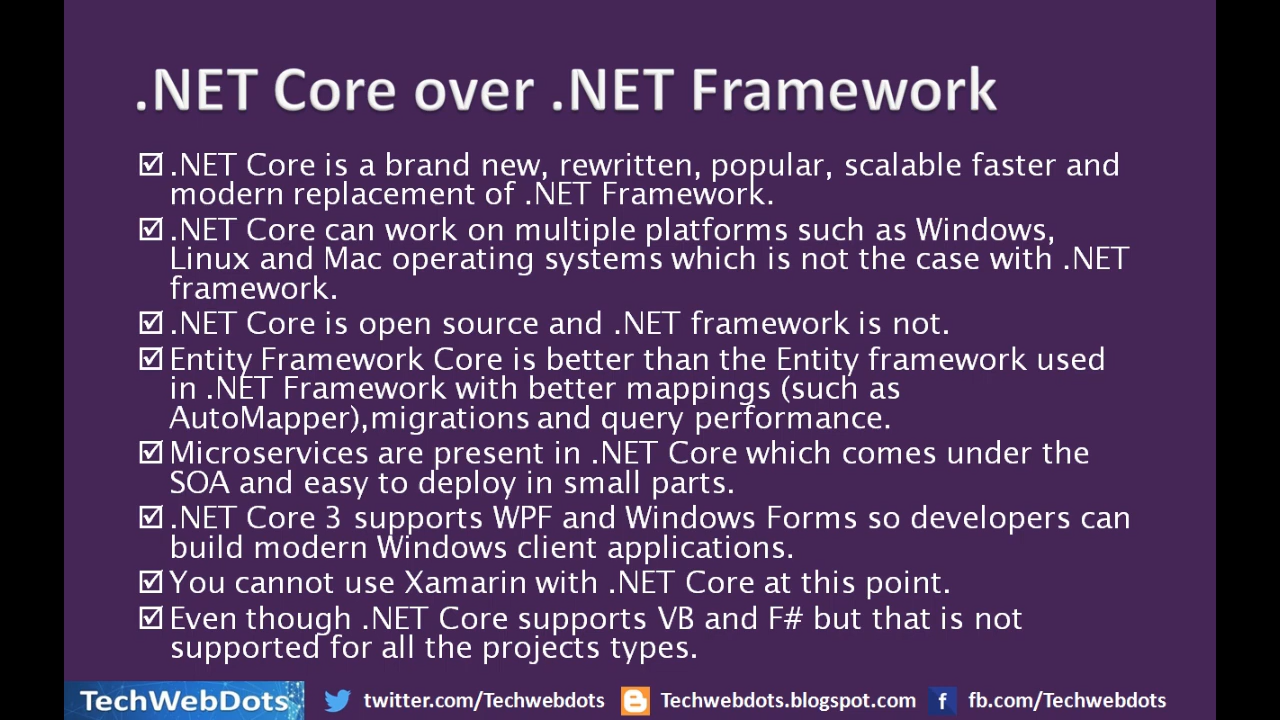 .NET Core over .NET Framework
.NET Core is a brand new, rewritten, popular, scalable faster and
modern replacement of .NET Framework.
.NET Core can work on multiple platforms such as Windows,
Linux and Mac operating systems which is not the case with .NET
framework.
.NET Core is open source and .NET framework is not.
Entity Framework Core is better than the Entity framework used
in .NET Framework with better mappings (such as
AutoMapper),migrations and query performance.
Microservices are present in .NET Core which comes under the
SOA and easy to deploy in small parts.
.NET Core 3 supports WPF and Windows Forms so developers can
build modern Windows client applications.
You cannot use Xamarin with .NET Core at this point.
Even though .NET Core supports VB and F# but that is not
supported for all the projects types.
TechWebDots twitter.com/Techwebdots Techwebdots.blogspot.com fb.com/Techwebdots